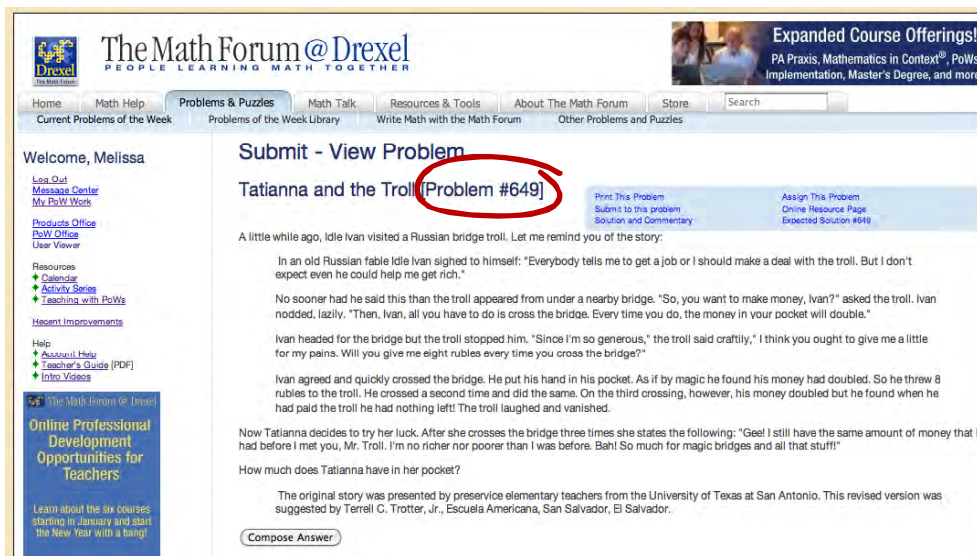 The Math Forum @ Drexel
PEOPLE LEARNING MATH TOGETHER
Drexel
The Math Forum
Expanded Course Offerings!
PA Praxis, Mathematics in Context®, PoWs
Implementation, Master's Degree, and more
Home Math Help Problems & Puzzles Math Talk Resources & Tools About The Math Forum Store Search
Current Problems of the Week Problems of the Week Library Write Math with the Math Forum Other Problems and Puzzles
Welcome, Melissa
Log Out
Message Center
My PoW Work
Products Office
PoW Office
User Viewer
Resources
Calendar
Activity Series
Teaching with PoWs
Recent Improvements
Help
Account Help
Teacher's Guide [PDF]
Intro Videos
The Math Forum @ Drexel
Online Professional
Development
Opportunities for
Teachers
Learn about the six courses
starting in January and start
the New Year with a bang!
Submit - View Problem
Tatianna and the Troll [Problem #649]
Print This Problem
Submit to this problem
Solution and Commentary
Assign This Problem
Online Resource Page
Expected Solution #649
A little while ago, Idle Ivan visited a Russian bridge troll. Let me remind you of the story:
In an old Russian fable Idle Ivan sighed to himself: "Everybody tells me to get a job or I should make a deal with the troll. But I don't
expect even he could help me get rich."
No sooner had he said this than the troll appeared from under a nearby bridge. "So, you want to make money, Ivan?" asked the troll. Ivan
nodded, lazily. "Then, Ivan, all you have to do is cross the bridge. Every time you do, the money in your pocket will double."
Ivan headed for the bridge but the troll stopped him. "Since I'm so generous," the troll said craftily," I think you ought to give me a little
for my pains. Will you give me eight rubles every time you cross the bridge?"
Ivan agreed and quickly crossed the bridge. He put his hand in his pocket. As if by magic he found his money had doubled. So he threw 8
rubles to the troll. He crossed a second time and did the same. On the third crossing, however, his money doubled but he found when he
had paid the troll he had nothing left! The troll laughed and vanished.
Now Tatianna decides to try her luck. After she crosses the bridge three times she states the following: "Gee! I still have the same amount of money that I
had before I met you, Mr. Troll. I'm no richer nor poorer than I was before. Bah! So much for magic bridges and all that stuff!"
How much does Tatianna have in her pocket?
The original story was presented by preservice elementary teachers from the University of Texas at San Antonio. This revised version was
suggested by Terrell C. Trotter, Jr., Escuela Americana, San Salvador, El Salvador.
Compose Answer